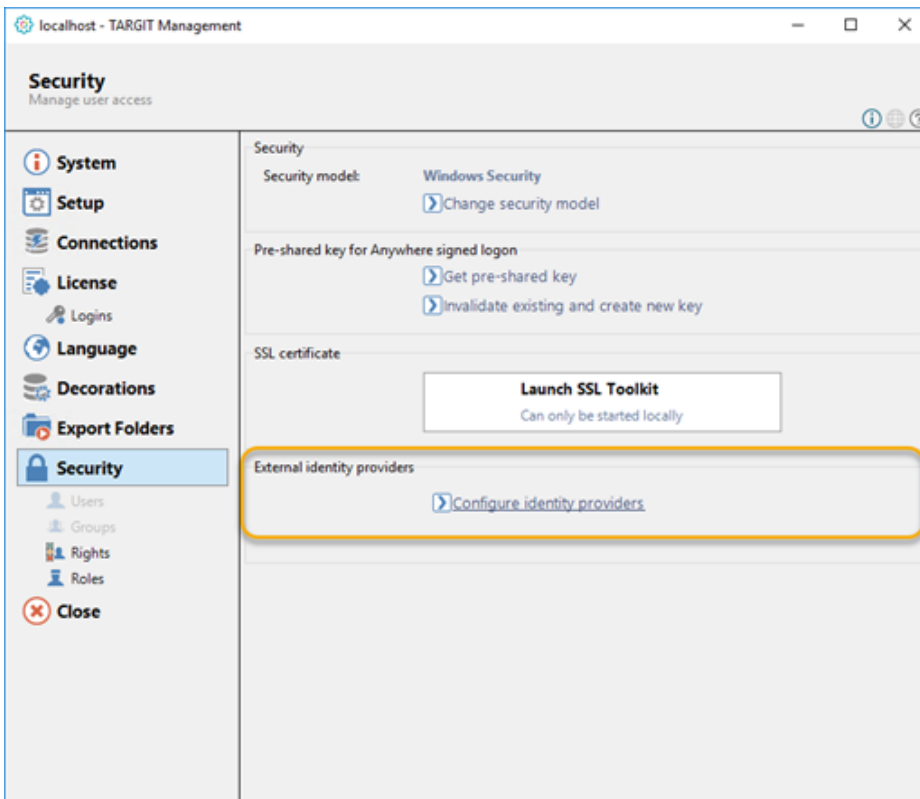 localhost - TARGIT Management
Security
Manage user access
System
Setup
Connections
License
Logins
Language
Decorations
Export Folders
Security
Users
Groups
Rights
Roles
Close
Security
Security model: Windows Security
Change security model
Pre-shared key for Anywhere signed logon
Get pre-shared key
Invalidate existing and create new key
SSL certificate
Launch SSL Toolkit
Can only be started locally
External identity providers
Configure identity providers